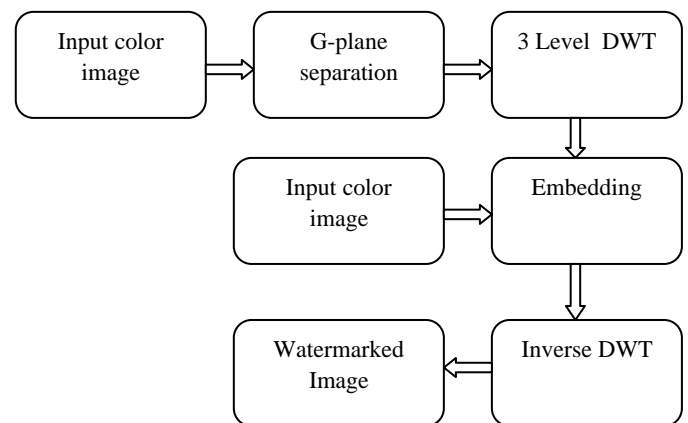 Input color
image
G-plane
separation
3 Level  DWT
Input color
image
Embedding
Watermarked
Image
Inverse DWT